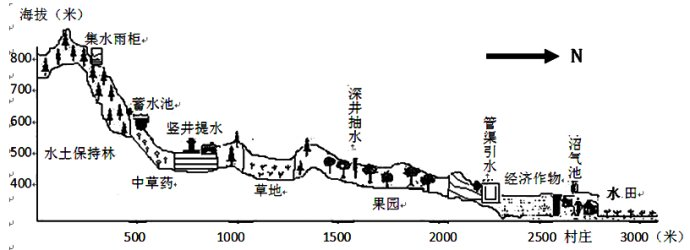 海拔（米）
集水雨柜
N
800
700
600
500
400
蓄水池
竖井提水
深井抽水
管渠引水
沼气池
水土保持林
中草药
草地
果园
经济作物
水 田
500
1000
1500
2000
2500
村庄
3000（米）